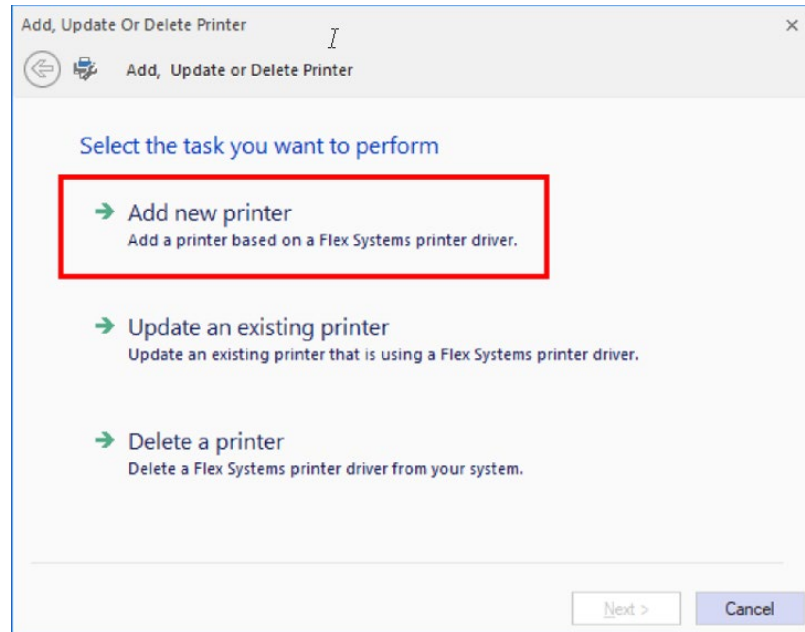 Add, Update Or Delete Printer
Add, Update or Delete Printer
Select the task you want to perform
Add new printer
Add a printer based on a Flex Systems printer driver.
Update an existing printer
Update an existing printer that is using a Flex Systems printer driver.
Delete a printer
Delete a Flex Systems printer driver from your system.
Next > Cancel